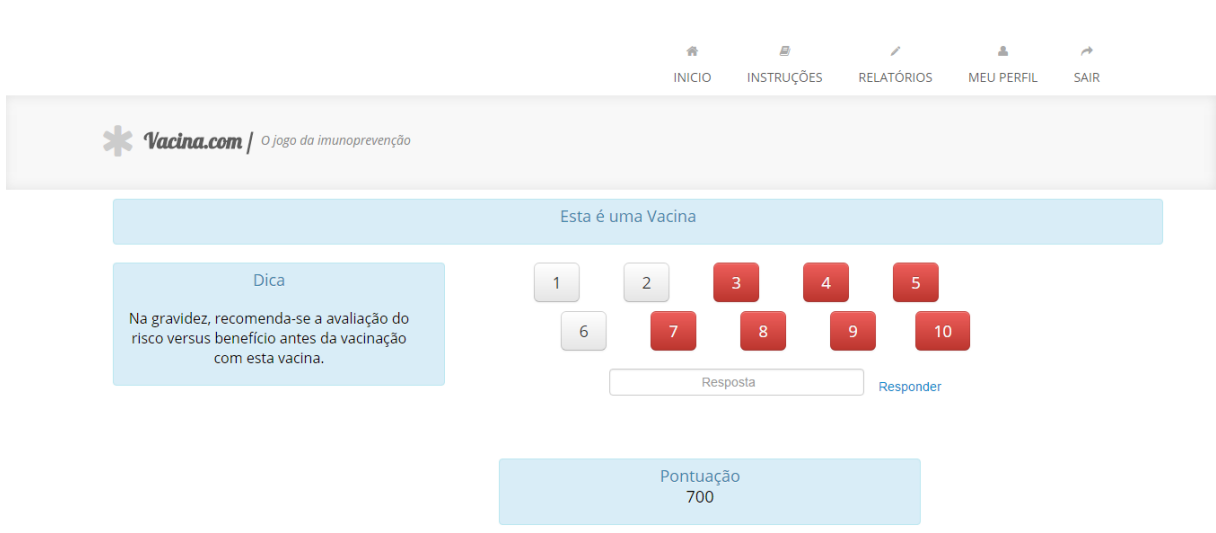 INICIO INSTRUÇÕES RELATÓRIOS MEU PERFIL SAIR
Vacina.com | O jogo da imunoprevenção
Esta é uma Vacina
Dica
Na gravidez, recomenda-se a avaliação do
risco versus benefício antes da vacinação
com esta vacina.
1 2 3 4 5
6 7 8 9 10
Resposta Responder
Pontuação
700